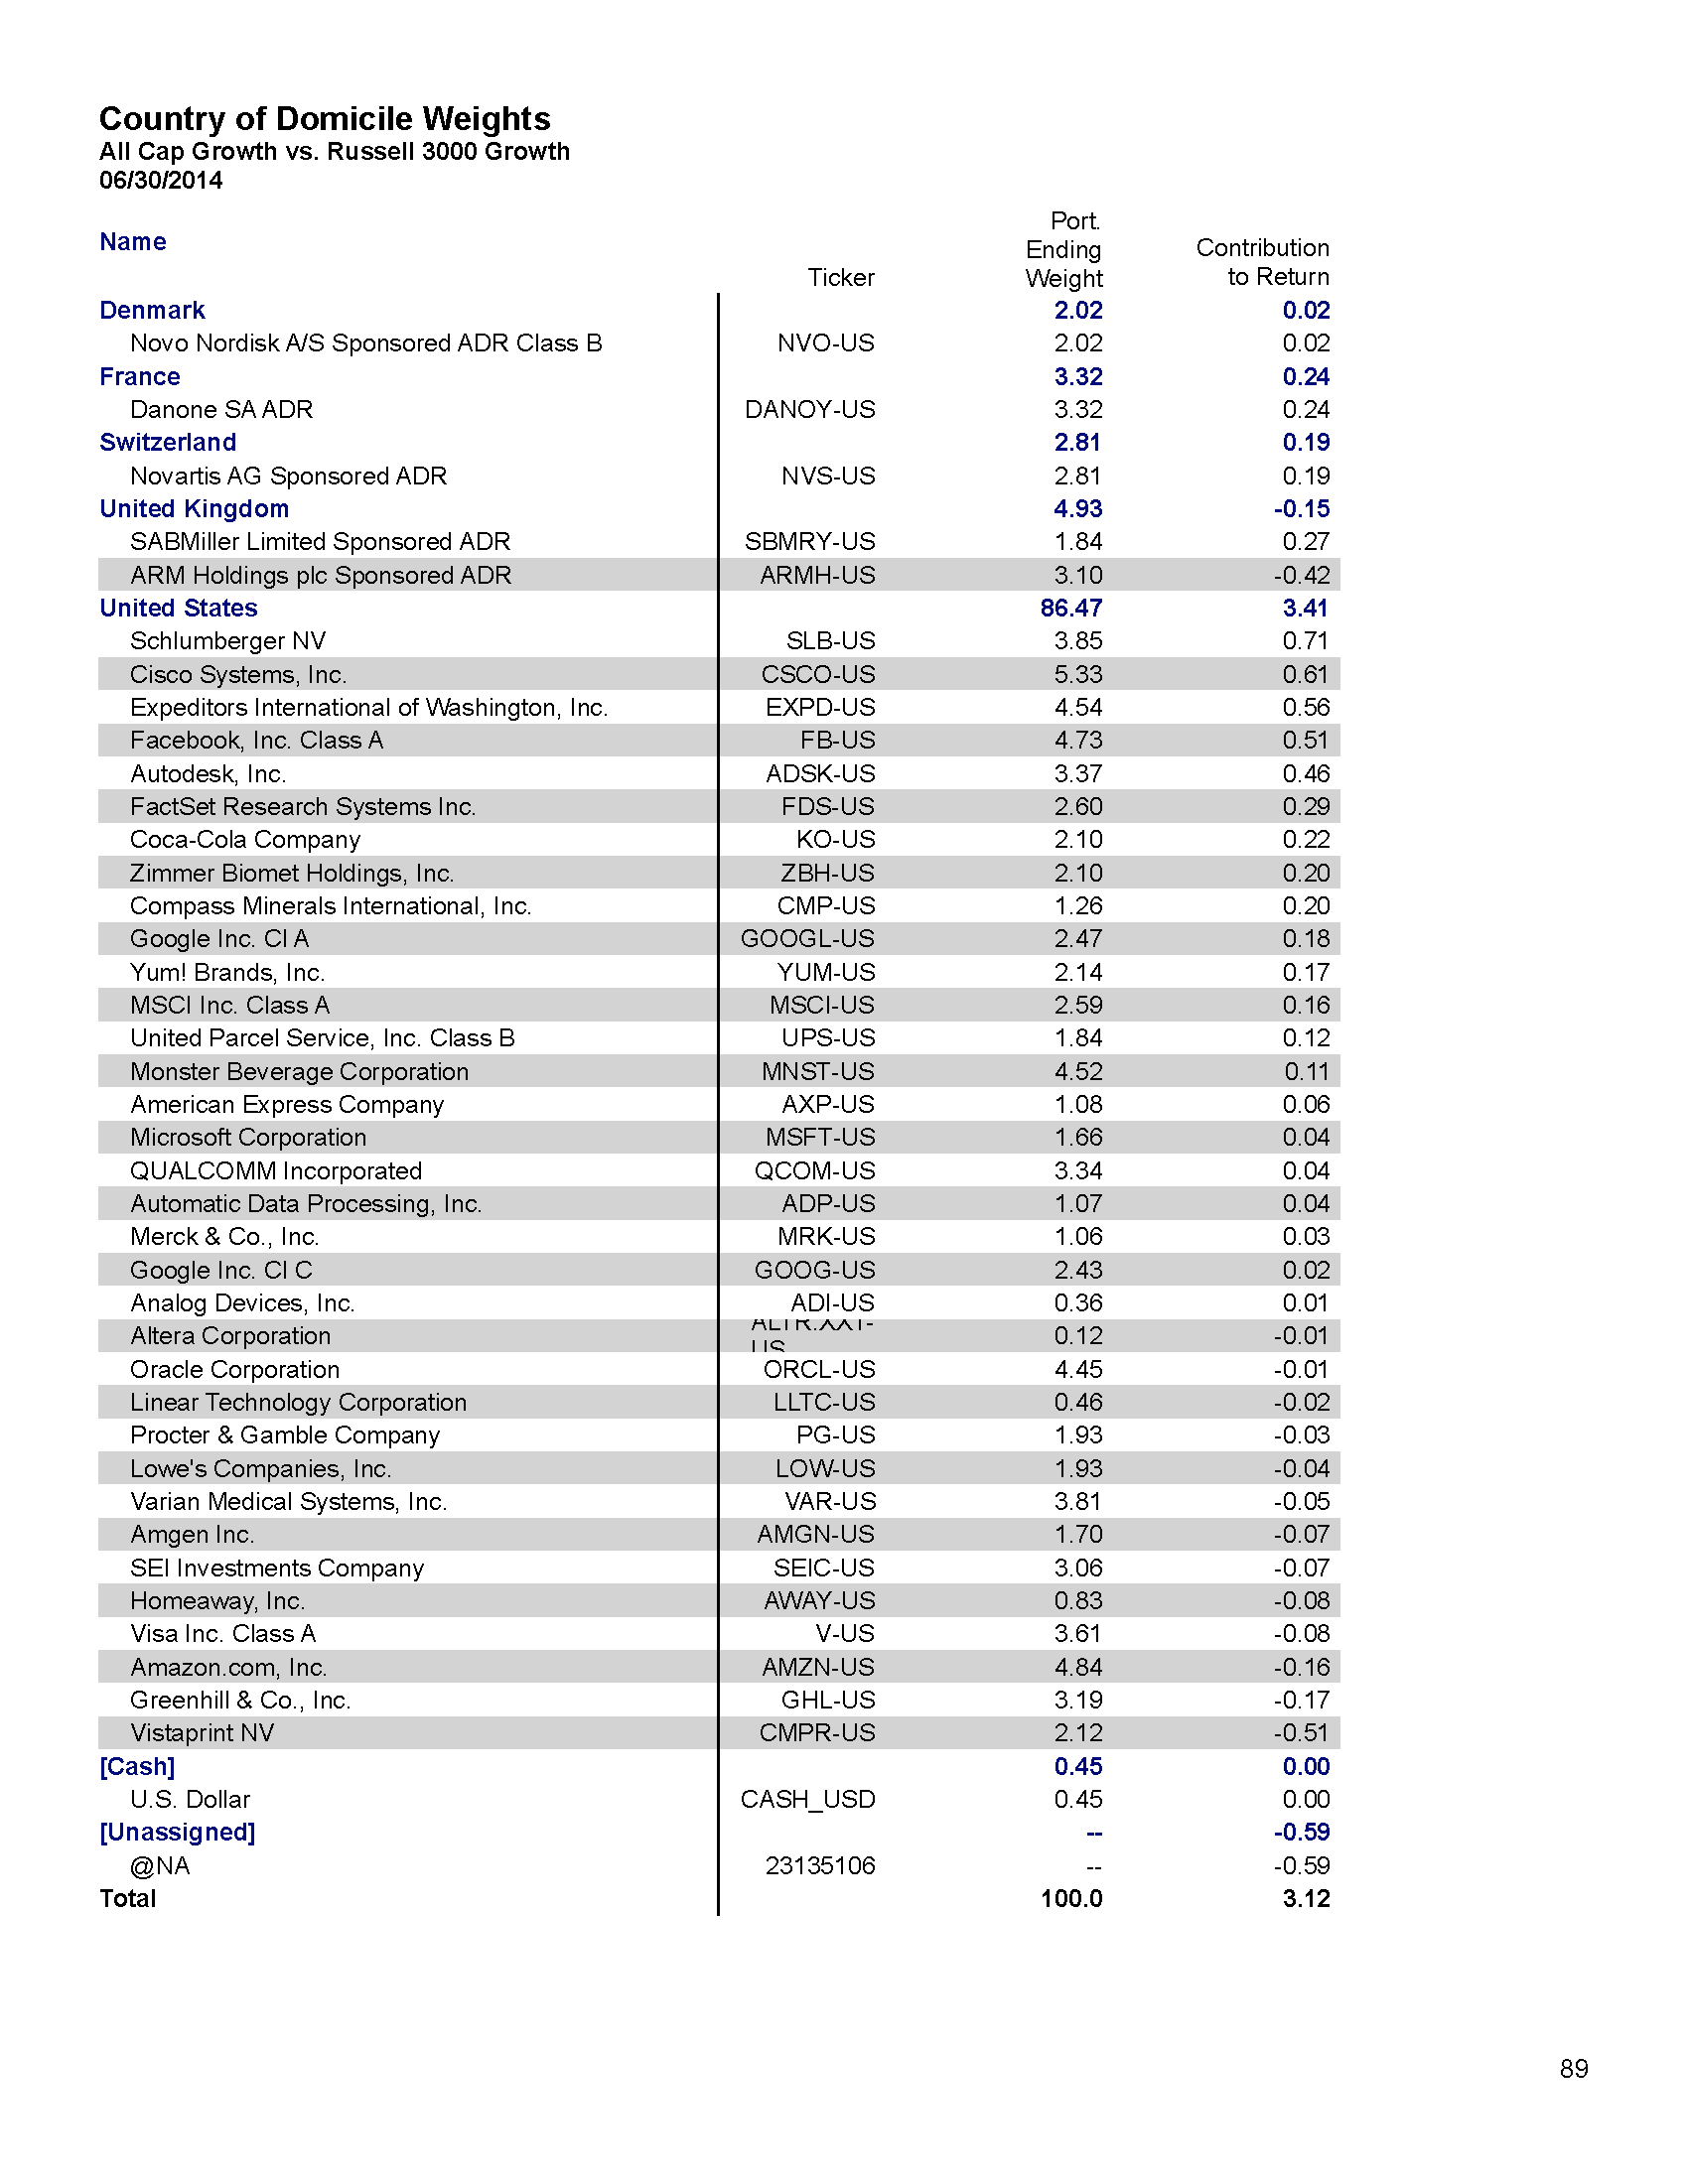 Country of Domicile Weights
All Cap Growth vs. Russell 3000 Growth
06/30/2014
Name Ticker Port. Ending Weight Contribution to Return
Denmark 2.02 0.02
Novo Nordisk A/S Sponsored ADR Class B NVO-US 2.02 0.02
France 3.32 0.24
Danone SA ADR DANOY-US 3.32 0.24
Switzerland 2.81 0.19
Novartis AG Sponsored ADR NVS-US 2.81 0.19
United Kingdom 4.93 -0.15
SABMiller Limited Sponsored ADR SBMRY-US 1.84 0.27
ARM Holdings plc Sponsored ADR ARMH-US 3.10 -0.42
United States 86.47 3.41
Schlumberger NV SLB-US 3.85 0.71
Cisco Systems, Inc. CSCO-US 5.33 0.61
Expeditors International of Washington, Inc. EXPD-US 4.54 0.56
Facebook, Inc. Class A FB-US 4.73 0.51
Autodesk, Inc. ADSK-US 3.37 0.46
FactSet Research Systems Inc. FDS-US 2.60 0.29
Coca-Cola Company KO-US 2.10 0.22
Zimmer Biomet Holdings, Inc. ZBH-US 2.10 0.20
Compass Minerals International, Inc. CMP-US 1.26 0.20
Google Inc. Cl A GOOGL-US 2.47 0.18
Yum! Brands, Inc. YUM-US 2.14 0.17
MSCI Inc. Class A MSCI-US 2.59 0.16
United Parcel Service, Inc. Class B UPS-US 1.84 0.12
Monster Beverage Corporation MNST-US 4.52 0.11
American Express Company AXP-US 1.08 0.06
Microsoft Corporation MSFT-US 1.66 0.04
QUALCOMM Incorporated QCOM-US 3.34 0.04
Automatic Data Processing, Inc. ADP-US 1.07 0.04
Merck & Co., Inc. MRK-US 1.06 0.03
Google Inc. Cl C GOOG-US 2.43 0.02
Analog Devices, Inc. ADI-US 0.36 0.01
Altera Corporation 0.12 -0.01
Oracle Corporation ORCL-US 4.45 -0.01
Linear Technology Corporation LLTC-US 0.46 -0.02
Procter & Gamble Company PG-US 1.93 -0.03
Lowe's Companies, Inc. LOW-US 1.93 -0.04
Varian Medical Systems, Inc. VAR-US 3.81 -0.05
Amgen Inc. AMGN-US 1.70 -0.07
SEI Investments Company SEIC-US 3.06 -0.07
Homeaway, Inc. AWAY-US 0.83 -0.08
Visa Inc. Class A V-US 3.61 -0.08
Amazon.com, Inc. AMZN-US 4.84 -0.16
Greenhill & Co., Inc. GHL-US 3.19 -0.17
Vistaprint NV CMPR-US 2.12 -0.51
[Cash] 0.45 0.00
U.S. Dollar CASH_USD 0.45 0.00
[Unassigned] -- -0.59
@NA 23135106 -- -0.59
Total 100.0 3.12
89